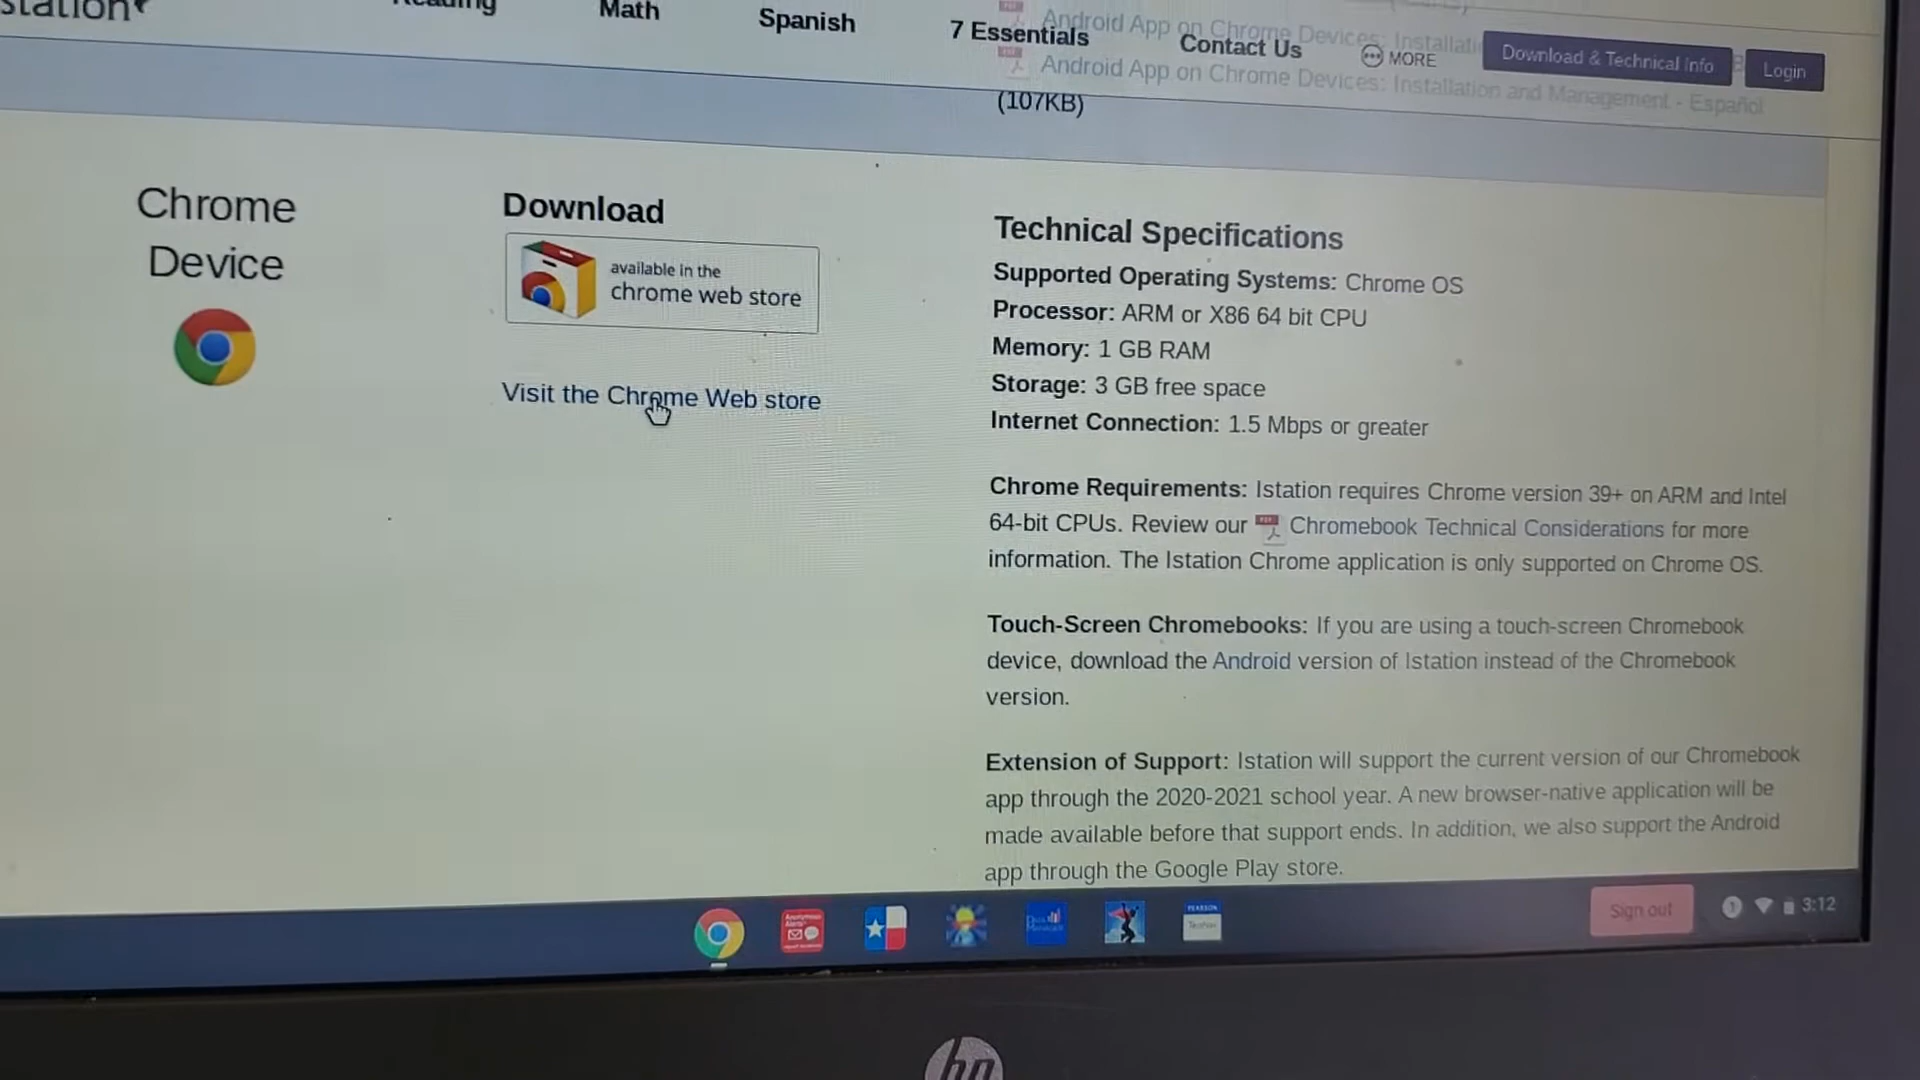 Math
Spanish
7 Essentials
Contact Us
MORE
Download & Technical Info
Login
Android App on Chrome Devices:
Android App on Chrome Devices: Installation and Management - Español
(107KB)
Chrome
Device
Download
available in the
chrome web store
Visit the Chrome Web store
Technical Specifications
Supported Operating Systems: Chrome OS
Processor: ARM or X86 64 bit CPU
Memory: 1 GB RAM
Storage: 3 GB free space
Internet Connection: 1.5 Mbps or greater
Chrome Requirements: Istation requires Chrome version 39+ on ARM and Intel
64-bit CPUs. Review our Chromebook Technical Considerations for more
information. The Istation Chrome application is only supported on Chrome OS.
Touch-Screen Chromebooks: If you are using a touch-screen Chromebook
device, download the Android version of Istation instead of the Chromebook
version.
Extension of Support: Istation will support the current version of our Chromebook
app through the 2020-2021 school year. A new browser-native application will be
made available before that support ends. In addition, we also support the Android
app through the Google Play store.
PEARSON
Sign out
1
3:12
hp